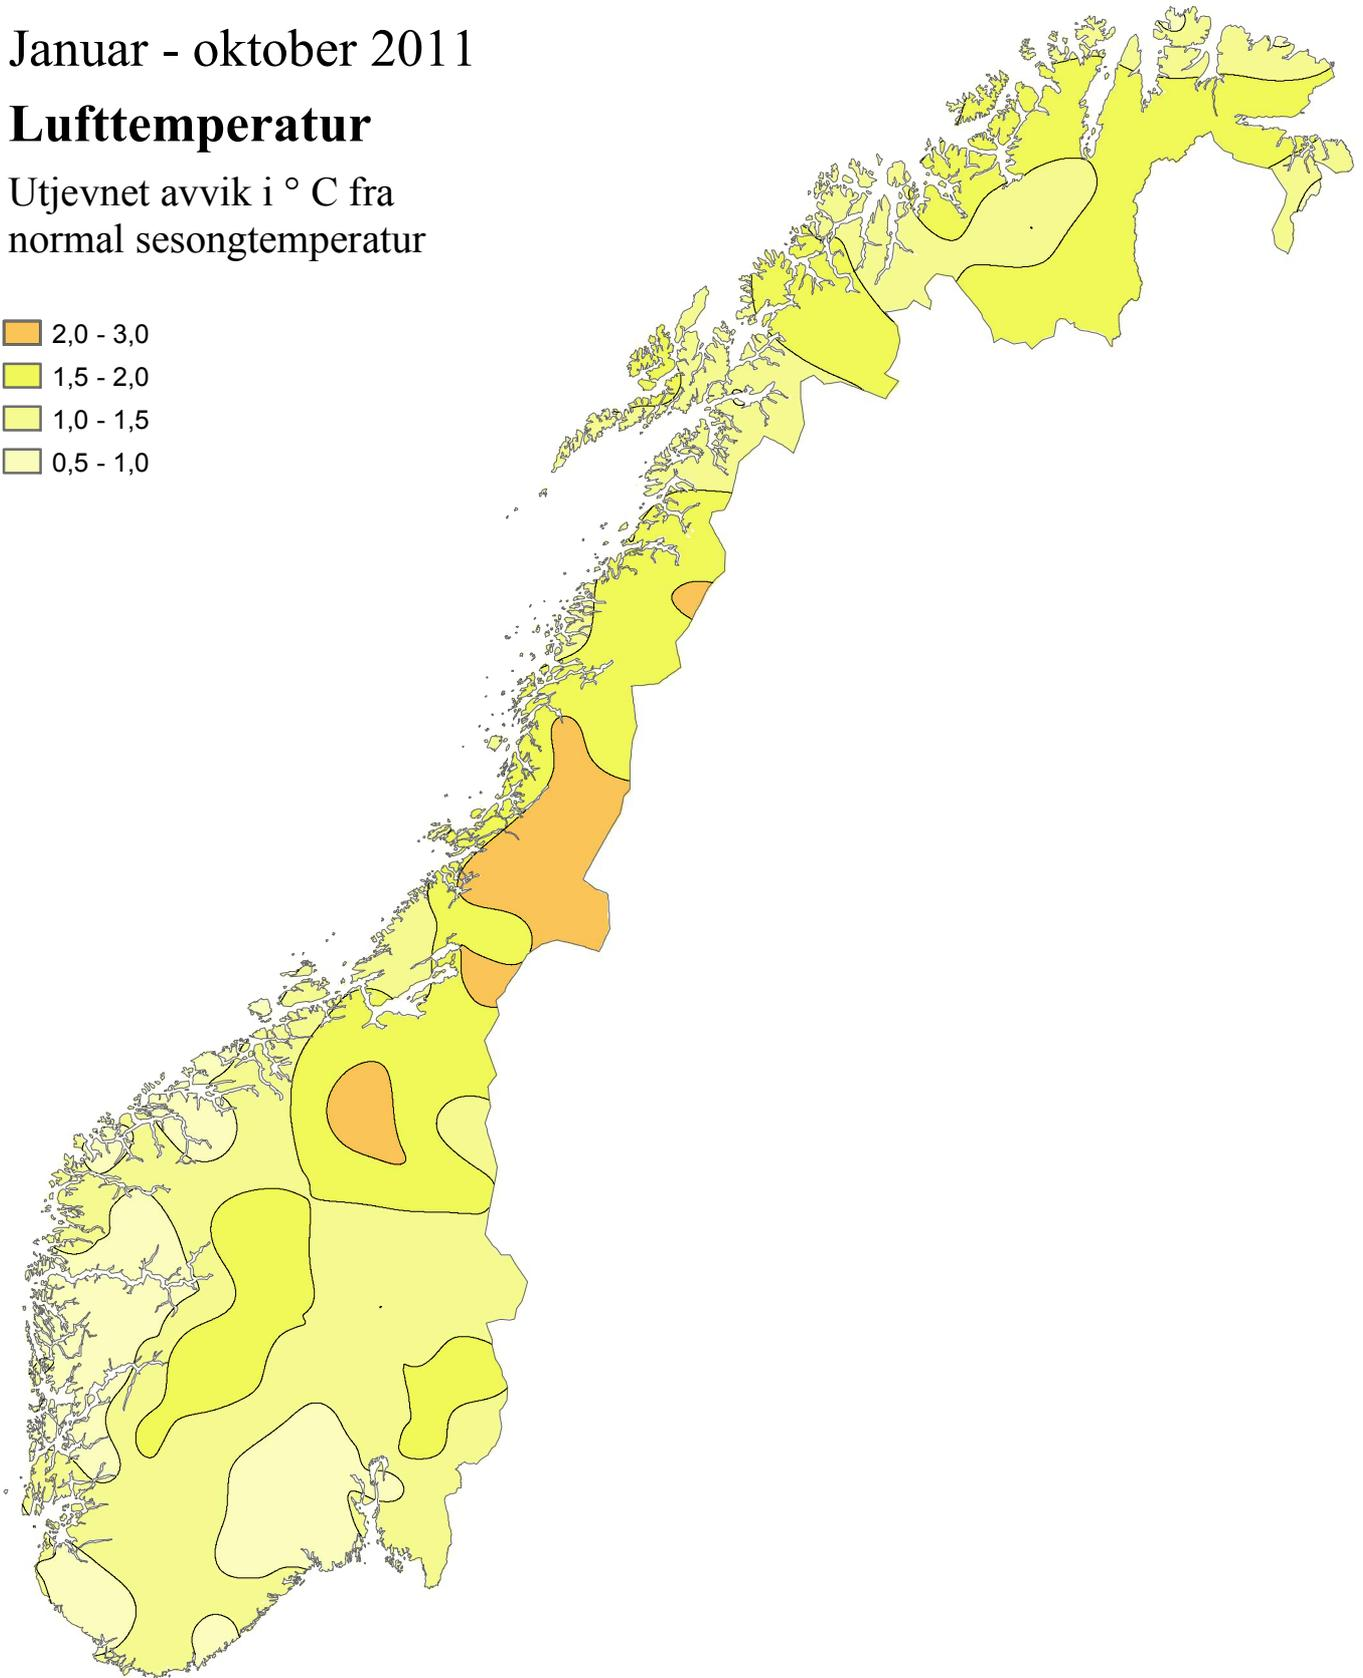 Januar - oktober 2011
Lufttemperatur
Utjevnet avvik i ° C fra
normal sesongtemperatur
2,0 - 3,0
1,5 - 2,0
1,0 - 1,5
0,5 - 1,0